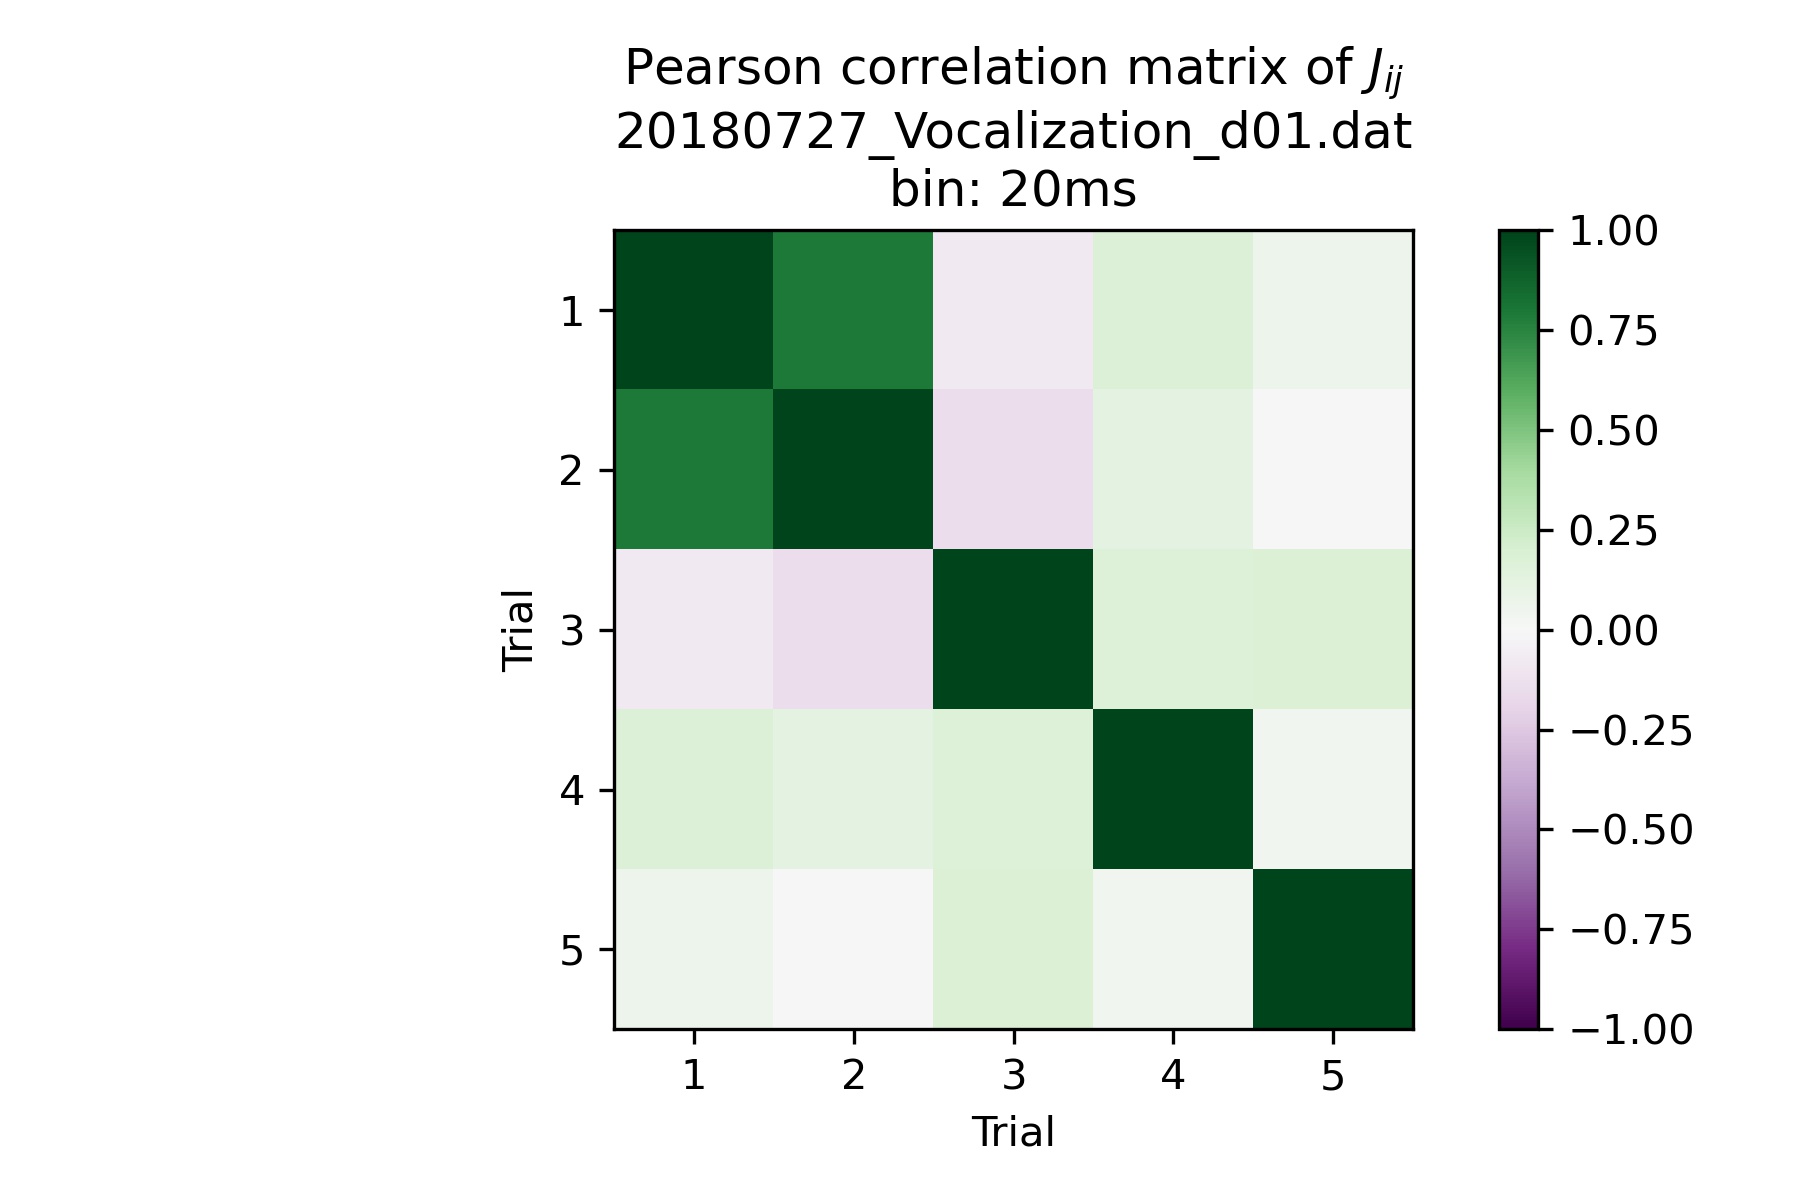 Pearson correlation matrix of J_ij
20180727_Vocalization_d01.dat
bin: 20ms
Trial
1
2
3
4
5
1 2 3 4 5
Trial
1.00
0.75
0.50
0.25
0.00
−0.25
−0.50
−0.75
−1.00